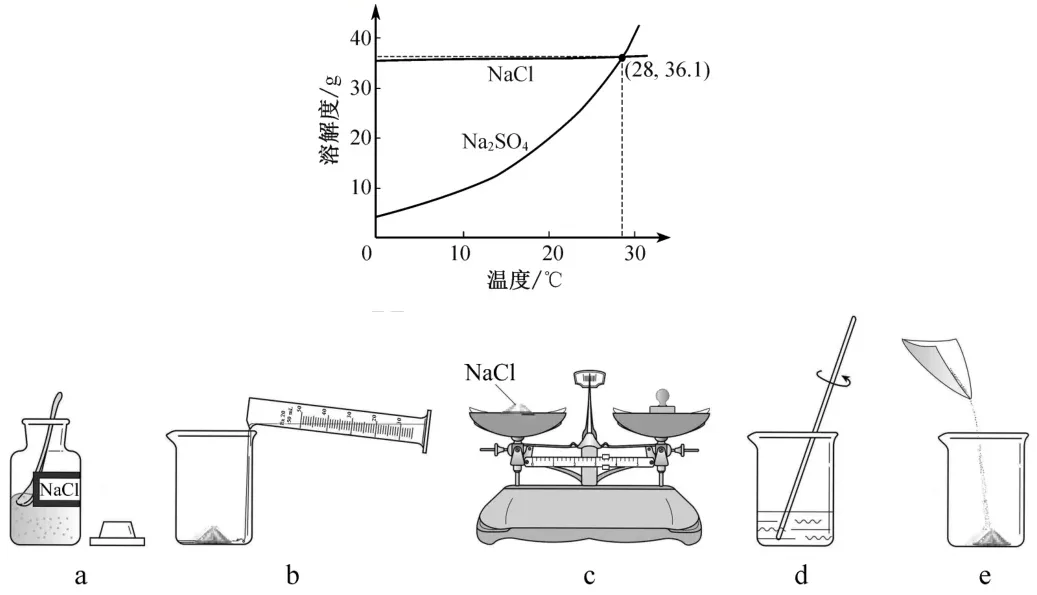 溶解度/g
40
30
20
10
0
10
20
30
温度/℃
NaCl
(28, 36.1)
Na₂SO₄
NaCl
NaCl
a
b
c
d
e